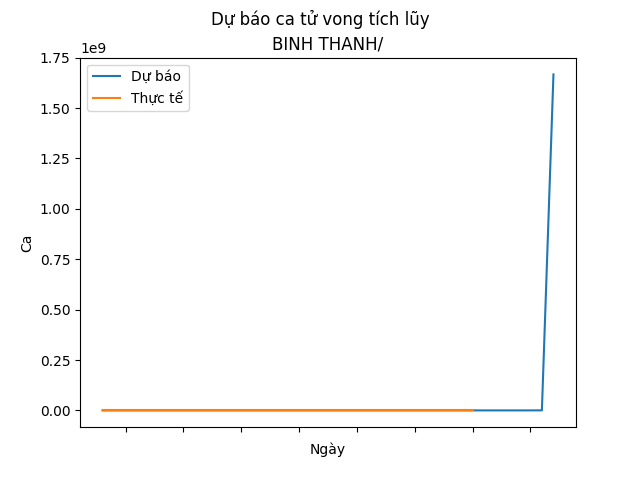 Dự báo ca tử vong tích lũy
BINH THANH/
1e9
1.75
1.50
1.25
1.00
0.75
0.50
0.25
0.00
Ca
Dự báo
Thực tế
Ngày